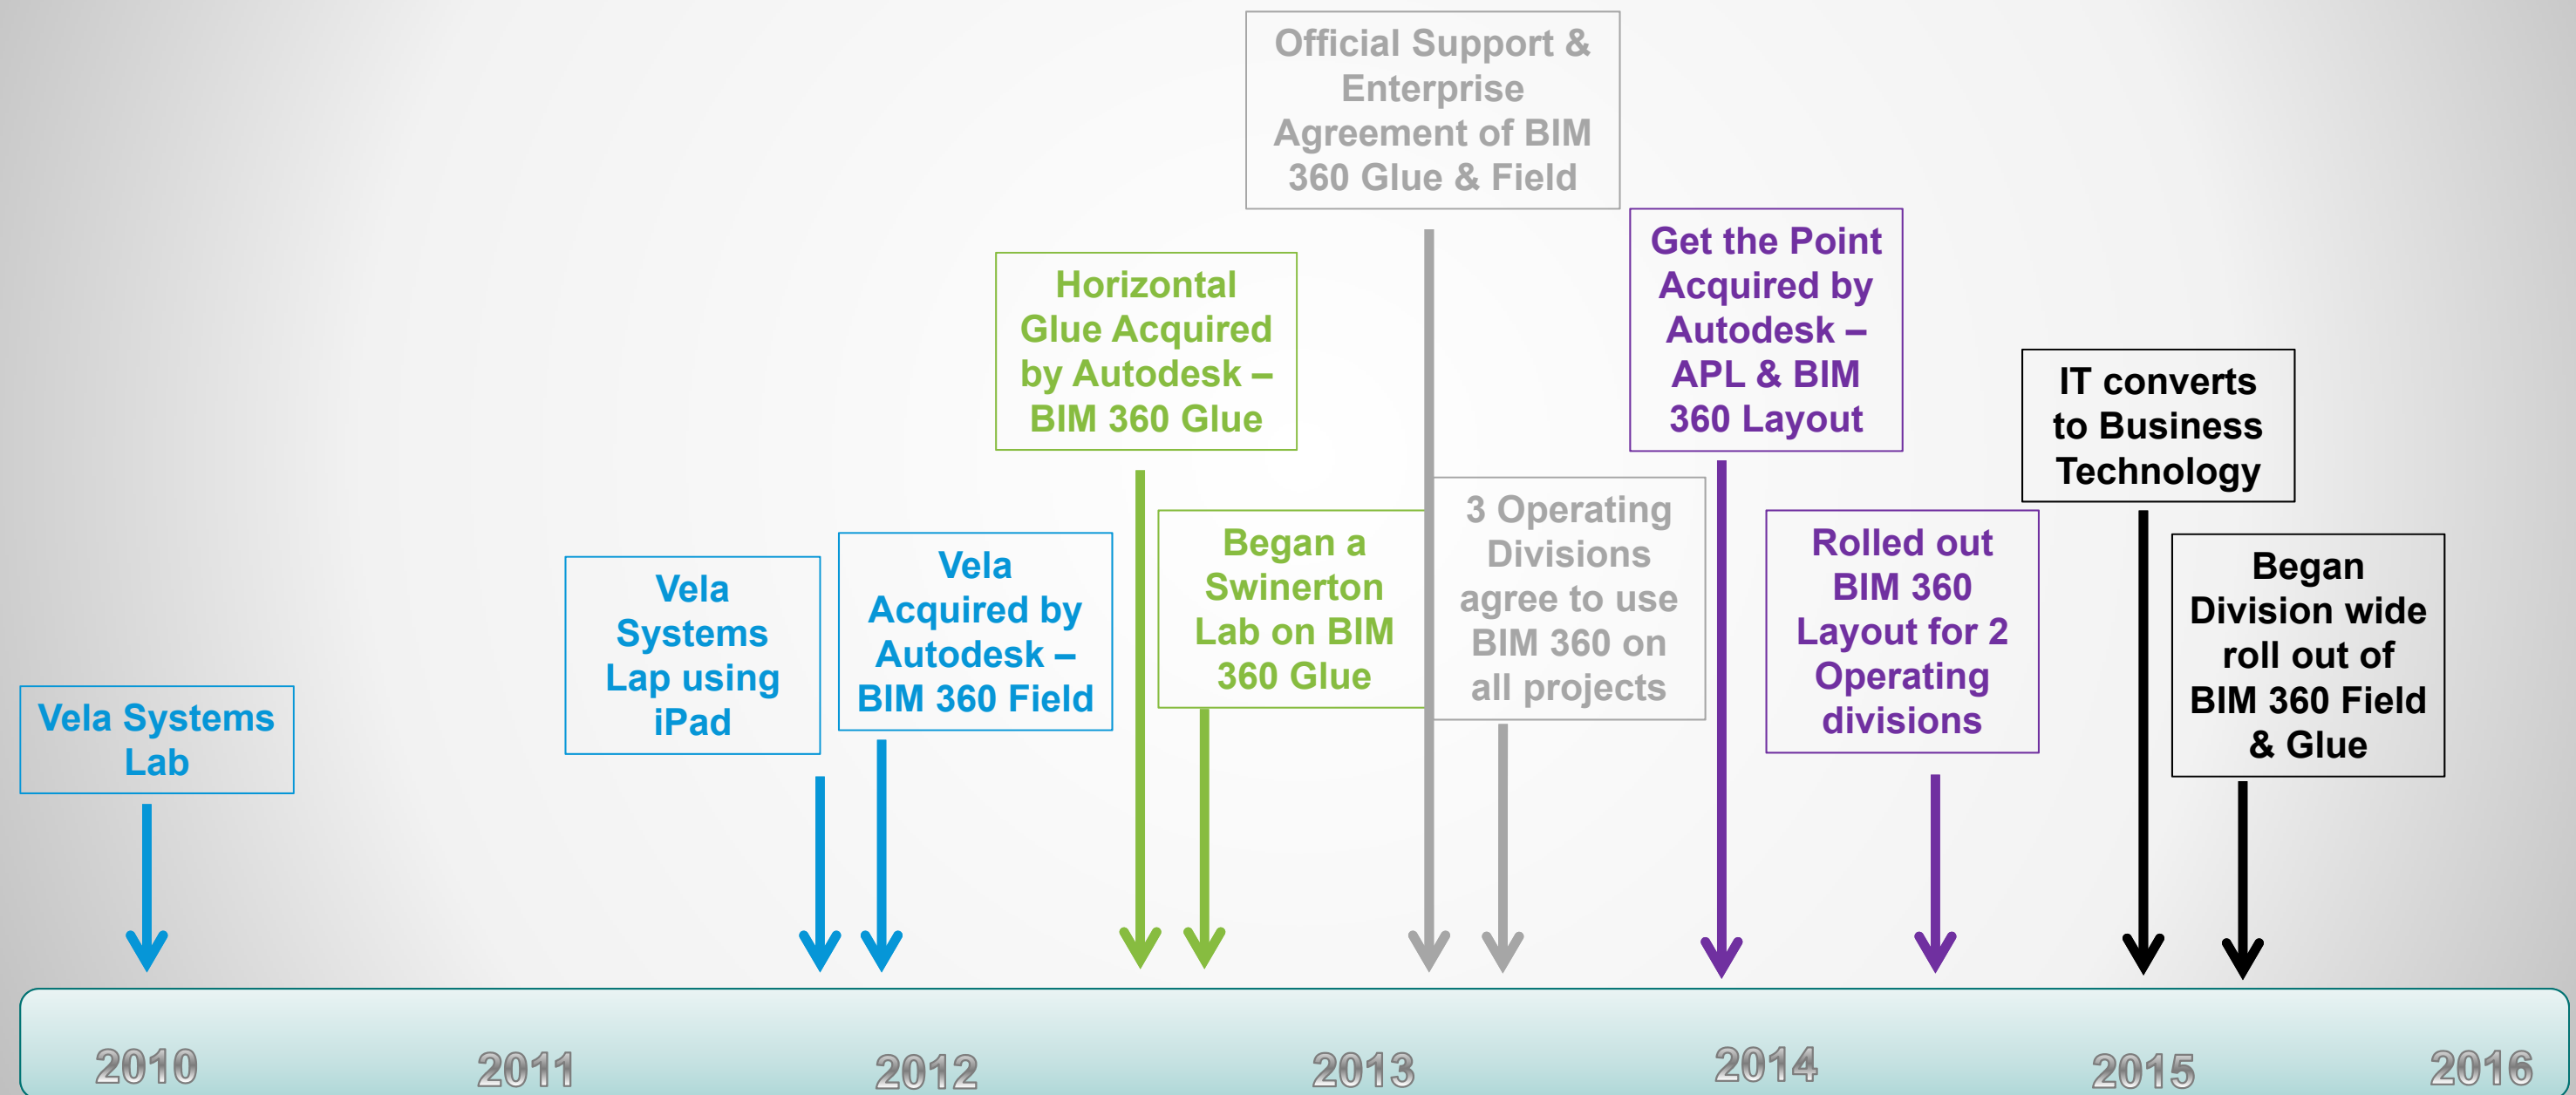 Vela Systems
Lab
Vela
Systems
Lap using
iPad
Vela
Acquired by
Autodesk –
BIM 360 Field
Horizontal
Glue Acquired
by Autodesk –
BIM 360 Glue
Began a
Swinerton
Lab on BIM
360 Glue
Official Support &
Enterprise
Agreement of BIM
360 Glue & Field
3 Operating
Divisions
agree to use
BIM 360 on
all projects
Get the Point
Acquired by
Autodesk –
APL & BIM
360 Layout
Rolled out
BIM 360
Layout for 2
Operating
divisions
IT converts
to Business
Technology
Began
Division wide
roll out of
BIM 360 Field
& Glue
2010
2011
2012
2013
2014
2015
2016